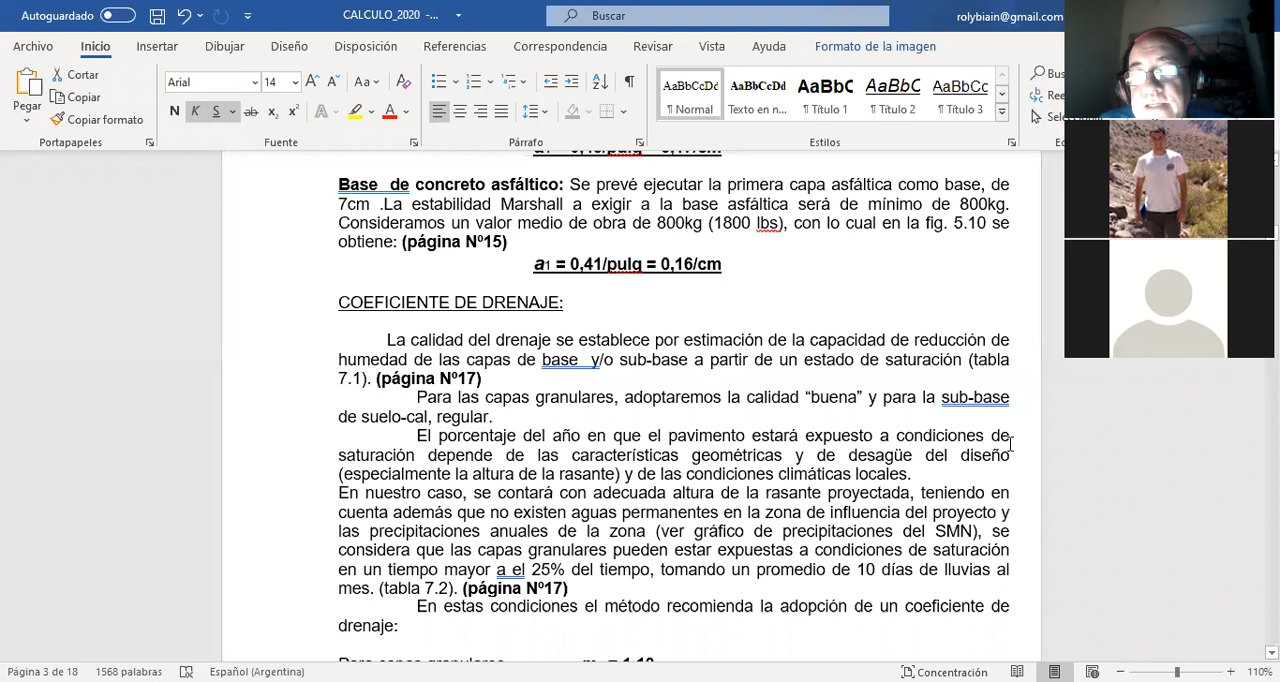 Autoguardado
CALCULO_2020 -...
Buscar
rolybiain@gmail.com
Archivo Inicio Insertar Dibujar Diseño Disposición Referencias Correspondencia Revisar Vista Ayuda Formato de la imagen
Pegar
Cortar
Copiar
Copiar formato
Portapapeles
Arial 14
N K S ab x₂ x²
Fuente
Párrafo
AaBbCcDd AaBbCcDd AaBbC AaBbC AaBbCc
¶ Normal Texto en n... ¶ Título 1 ¶ Título 2 ¶ Título 3
Estilos
Bus
Ree
Base de concreto asfáltico: Se prevé ejecutar la primera capa asfáltica como base, de
7cm .La estabilidad Marshall a exigir a la base asfáltica será de mínimo de 800kg.
Consideramos un valor medio de obra de 800kg (1800 lbs), con lo cual en la fig. 5.10 se
obtiene: (página Nº15)
a1 = 0,41/pulg = 0,16/cm
COEFICIENTE DE DRENAJE:
La calidad del drenaje se establece por estimación de la capacidad de reducción de
humedad de las capas de base y/o sub-base a partir de un estado de saturación (tabla
7.1). (página Nº17)
Para las capas granulares, adoptaremos la calidad “buena” y para la sub-base
de suelo-cal, regular.
El porcentaje del año en que el pavimento estará expuesto a condiciones de
saturación depende de las características geométricas y de desagüe del diseño
(especialmente la altura de la rasante) y de las condiciones climáticas locales.
En nuestro caso, se contará con adecuada altura de la rasante proyectada, teniendo en
cuenta además que no existen aguas permanentes en la zona de influencia del proyecto y
las precipitaciones anuales de la zona (ver gráfico de precipitaciones del SMN), se
considera que las capas granulares pueden estar expuestas a condiciones de saturación
en un tiempo mayor a el 25% del tiempo, tomando un promedio de 10 días de lluvias al
mes. (tabla 7.2). (página Nº17)
En estas condiciones el método recomienda la adopción de un coeficiente de
drenaje:
Página 3 de 18 1568 palabras Español (Argentina) Concentración 110%